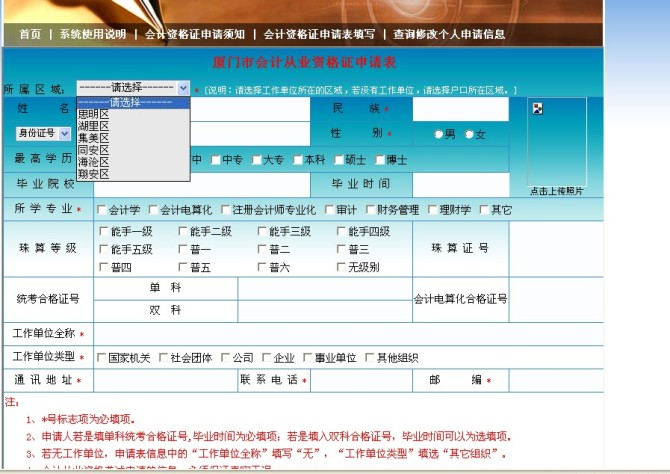 首页 | 系统使用说明 | 会计资格证申请须知 | 会计资格证申请表填写 | 查询修改个人申请信息
厦门市会计从业资格证申请表
所属区域: ------请选择------ * [说明:请选择工作单位所在的区域,若没有工作单位,请选择户口所在区域。]
------请选择------
思明区
湖里区
集美区
同安区
海沧区
翔安区
姓 名 民 族 *
身份证号 性 别 * 男 女
最高学历 中 中专 大专 本科 硕士 博士
毕业院校 毕业时间 点击上传照片
所学专业 * 会计学 会计电算化 注册会计师专业化 审计 财务管理 理财学 其它
珠算等级 能手一级 能手二级 能手三级 能手四级 珠算证号
能手五级 普一 普二 普三
普四 普五 普六 无级别
统考合格证号 单 科 会计电算化合格证号
双 科
工作单位全称 *
工作单位类型 * 国家机关 社会团体 公司 企业 事业单位 其他组织
通讯地址 * 联系电话 * 邮 编 *
注:
1、*号标志项为必填项。
2、申请人若是填单科统考合格证号,毕业时间为必填项;若是填入双科合格证号,毕业时间可以为选填项。
3、若无工作单位,申请表信息中的“工作单位全称”填写“无”,“工作单位类型”填选“其它组织”。